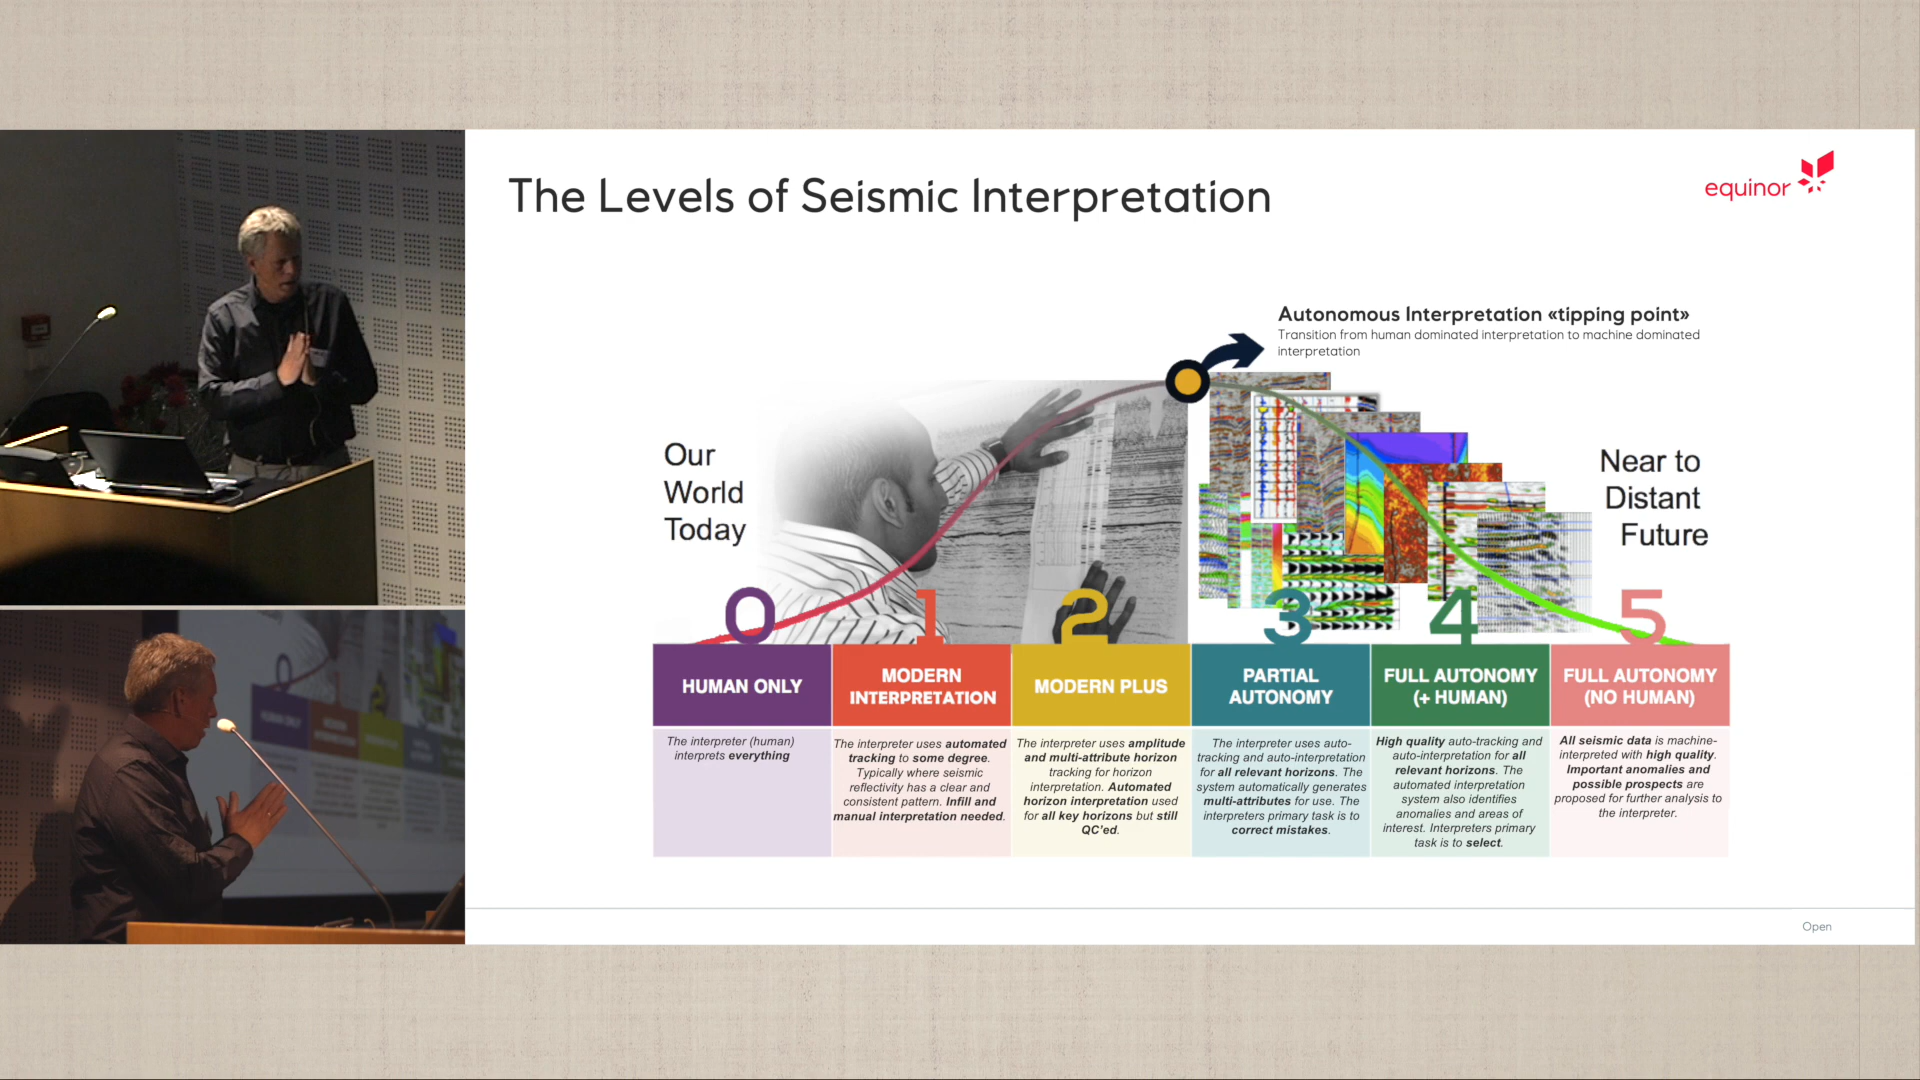 The Levels of Seismic Interpretation
equinor
Autonomous Interpretation «tipping point»
Transition from human dominated interpretation to machine dominated
interpretation
Our
World
Today
Near to
Distant
Future
0
1
2
3
4
5
HUMAN ONLY
The interpreter (human)
interprets everything
MODERN
INTERPRETATION
The interpreter uses automated
tracking to some degree.
Typically where seismic
reflectivity has a clear and
consistent pattern. Infill and
manual interpretation needed.
MODERN PLUS
The interpreter uses amplitude
and multi-attribute horizon
tracking for horizon
interpretation. Automated
horizon interpretation used
for all key horizons but still
QC'ed.
PARTIAL
AUTONOMY
The interpreter uses auto-
tracking and auto-interpretation
for all relevant horizons. The
system automatically generates
multi-attributes for use. The
interpreters primary task is to
correct mistakes.
FULL AUTONOMY
(+ HUMAN)
High quality auto-tracking and
auto-interpretation for all
relevant horizons. The
automated interpretation
system also identifies
anomalies and areas of
interest. Interpreters primary
task is to select.
FULL AUTONOMY
(NO HUMAN)
All seismic data is machine-
interpreted with high quality.
Important anomalies and
possible prospects are
proposed for further analysis to
the interpreter.
Open